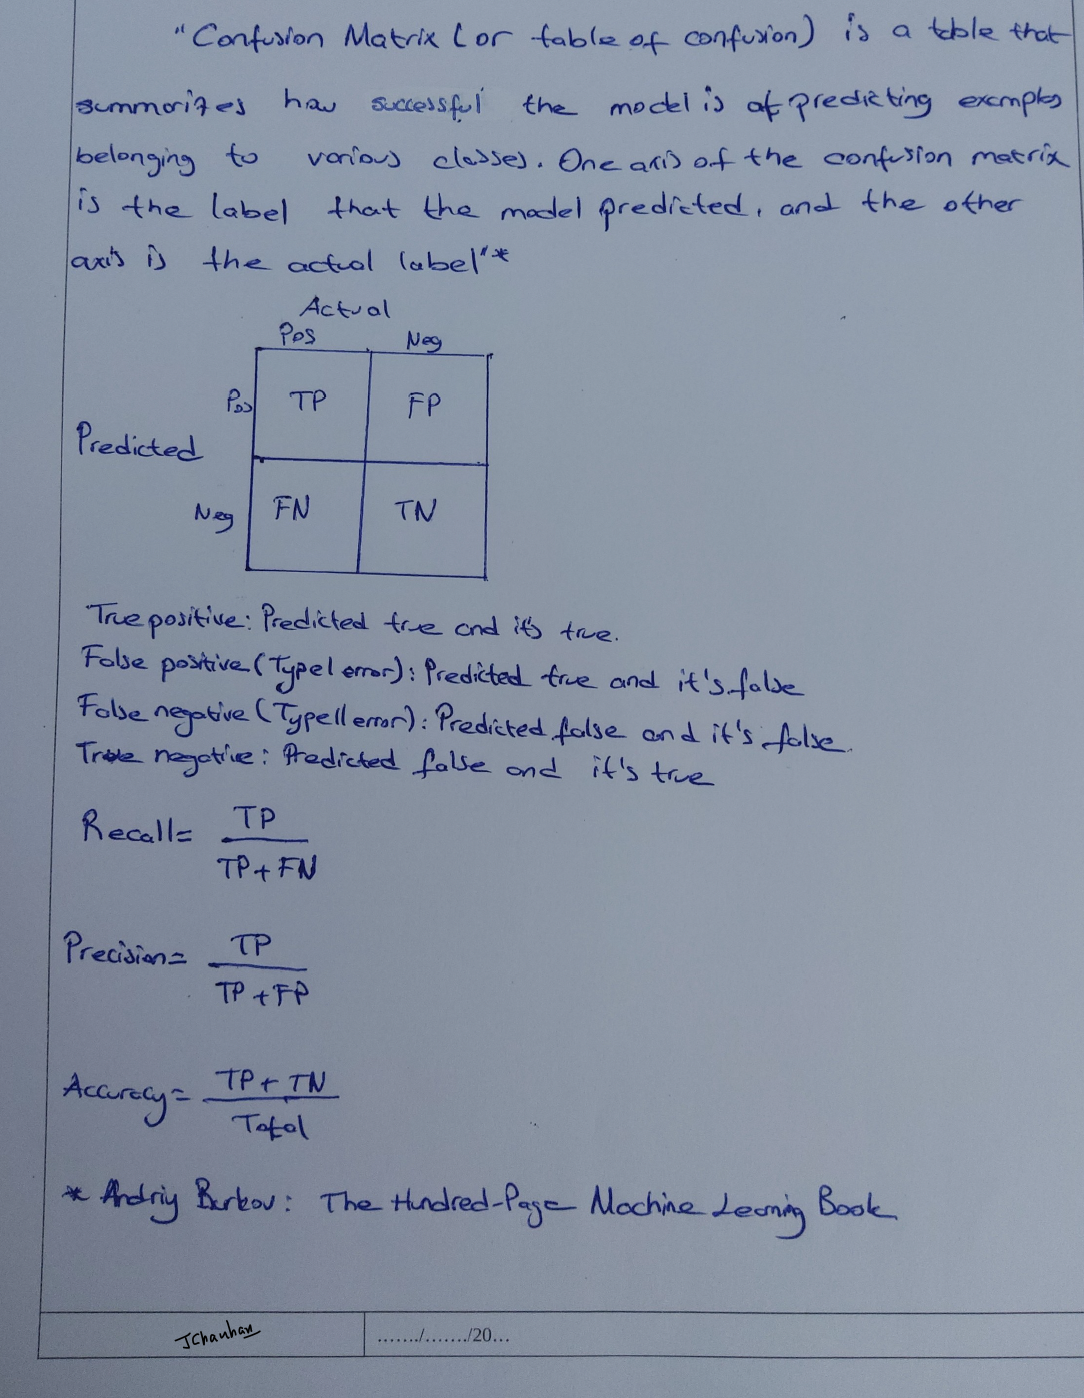 "Confusion Matrix (or table of confusion) is a table that
summarizes how successful the model is at predicting examples
belonging to various classes. One axis of the confusion matrix
is the label that the model predicted, and the other
axis is the actual label"*
Actual
Pos Neg
Pos TP FP
Predicted
Neg FN TN
True positive: Predicted true and it's true.
False positive (Type I error): Predicted true and it's false
False negative (Type II error): Predicted false and it's false.
True negative: Predicted false and it's true
Recall= TP
TP+FN
Precision= TP
TP+FP
Accuracy= TP+TN
Total
* Andriy Burkov: The Hundred-Page Machine Learning Book
JChauhan ......./......./20...